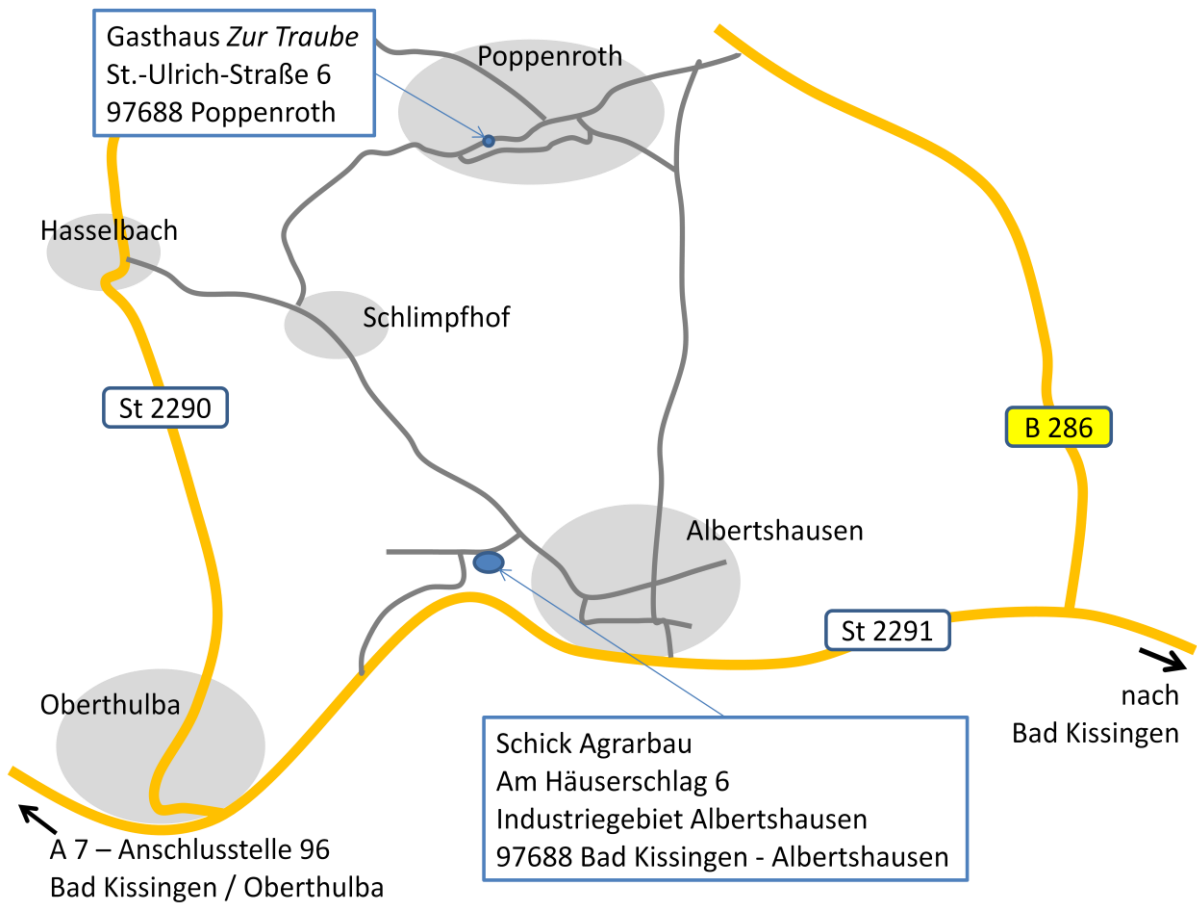 Gasthaus Zur Traube
St.-Ulrich-Straße 6
97688 Poppenroth
Poppenroth
Hasselbach
Schlimpfhof
St 2290
B 286
Albertshausen
St 2291
Oberthulba
nach
Bad Kissingen
Schick Agrarbau
Am Häuserschlag 6
Industriegebiet Albertshausen
97688 Bad Kissingen - Albertshausen
A 7 – Anschlusstelle 96
Bad Kissingen / Oberthulba